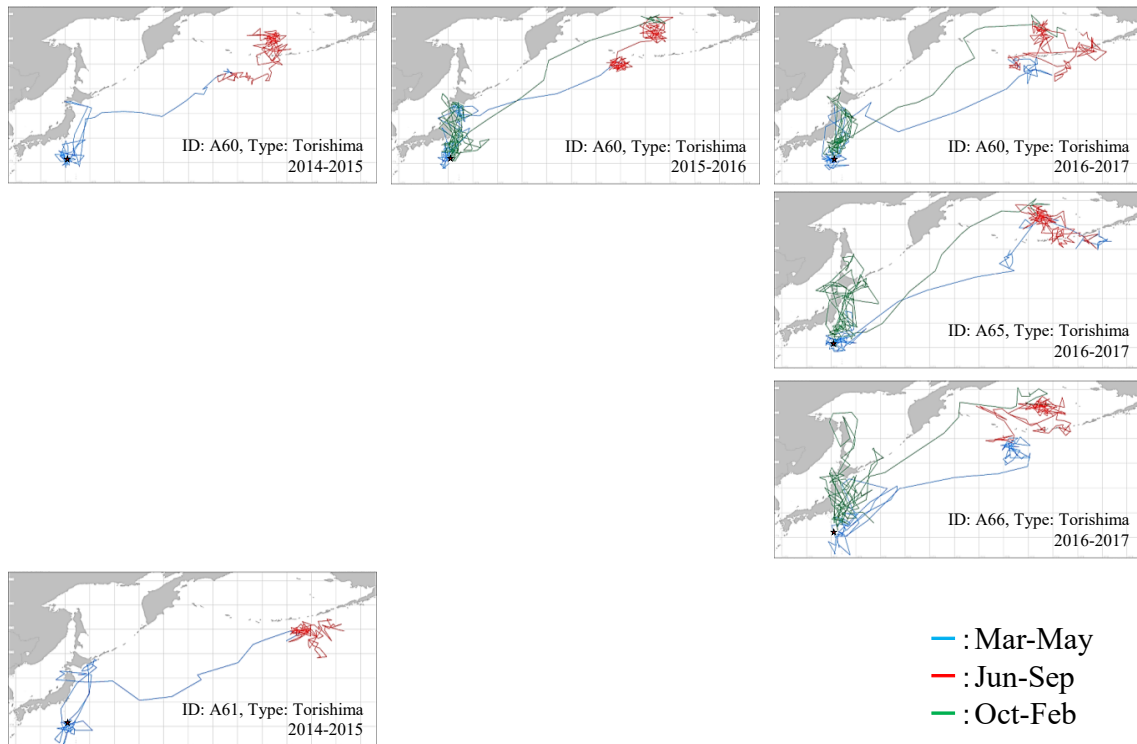 ID: A60, Type: Torishima
2014-2015
ID: A60, Type: Torishima
2015-2016
ID: A60, Type: Torishima
2016-2017
ID: A65, Type: Torishima
2016-2017
ID: A66, Type: Torishima
2016-2017
ID: A61, Type: Torishima
2014-2015
: Mar-May
: Jun-Sep
: Oct-Feb